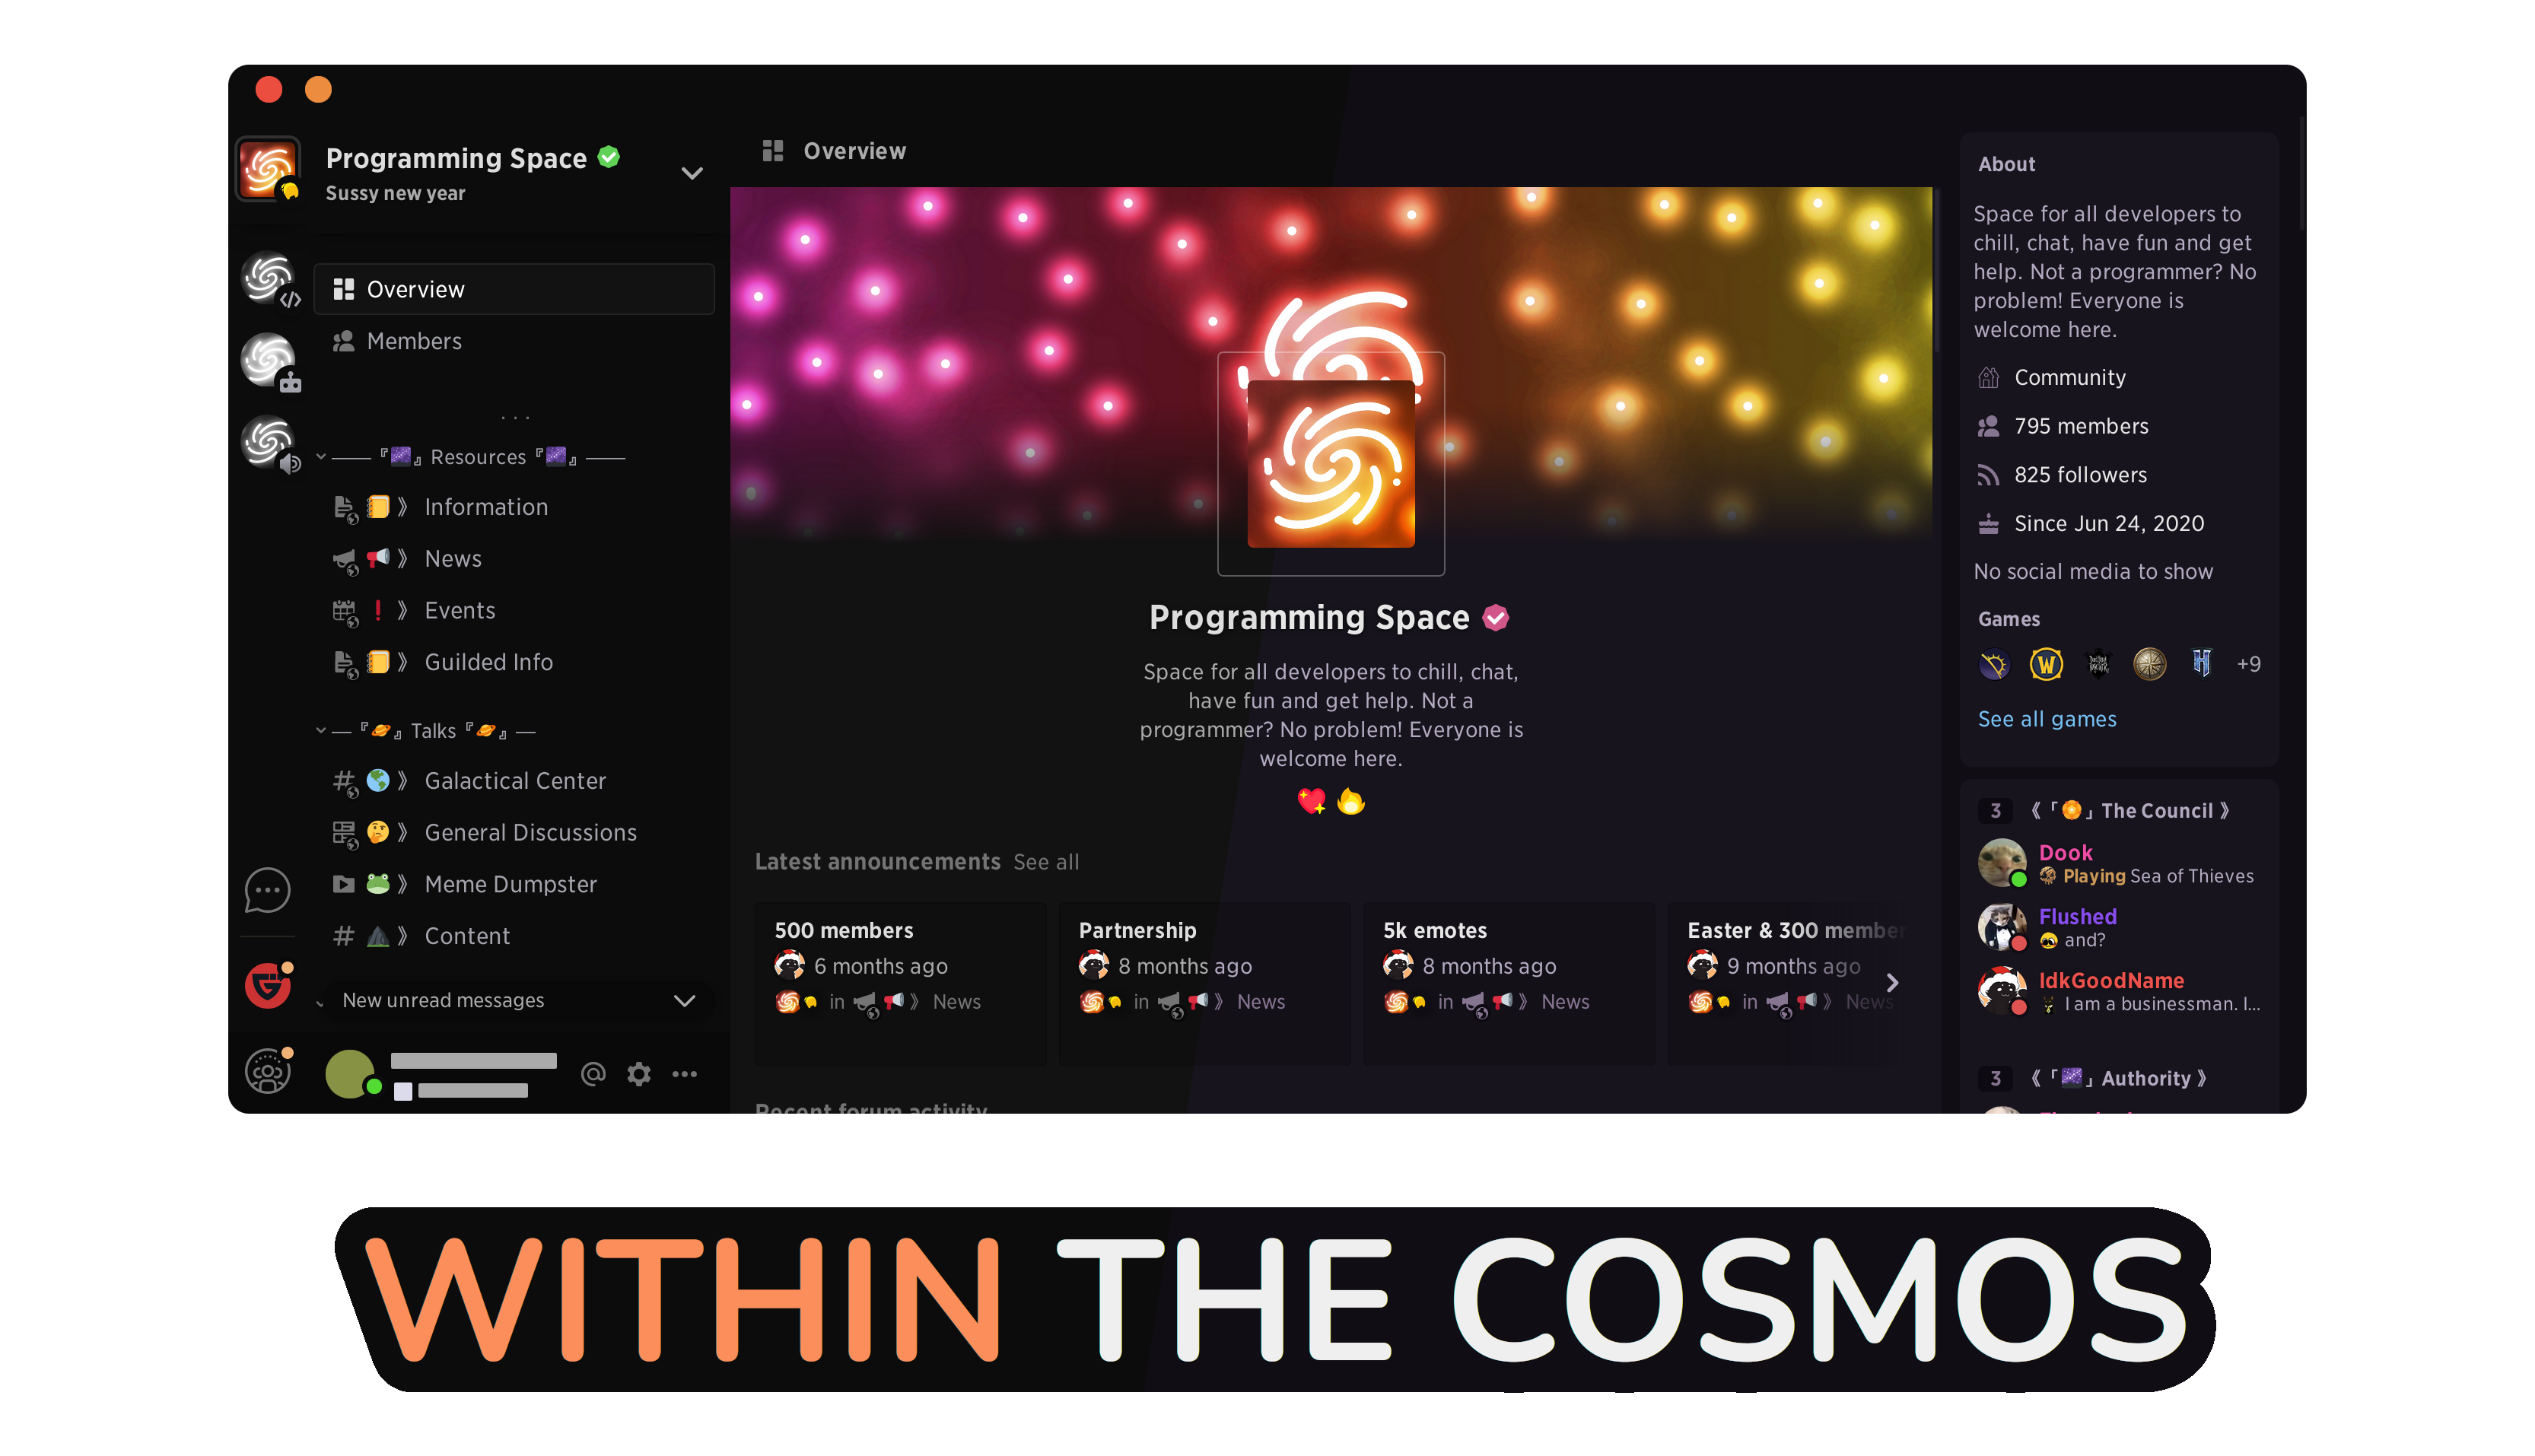 Programming Space
Sussy new year
Overview
Members
...
『』 Resources 『』
》 Information
》 News
❗ 》 Events
》 Guilded Info
— 『』 Talks 『』 —
》 Galactical Center
》 General Discussions
》 Meme Dumpster
》 Content
New unread messages
Overview
Programming Space
Space for all developers to chill, chat,
have fun and get help. Not a
programmer? No problem! Everyone is
welcome here.
Latest announcements See all
500 members
6 months ago
in 》 News
Partnership
8 months ago
in 》 News
5k emotes
8 months ago
in 》 News
Easter & 300 member
9 months ago
in 》 News
Recent forum activity
About
Space for all developers to
chill, chat, have fun and get
help. Not a programmer? No
problem! Everyone is
welcome here.
Community
795 members
825 followers
Since Jun 24, 2020
No social media to show
Games
+9
See all games
3 《「」The Council 》
Dook
Playing Sea of Thieves
Flushed
and?
IdkGoodName
I am a businessman. I...
3 《「」Authority 》
WITHIN THE COSMOS